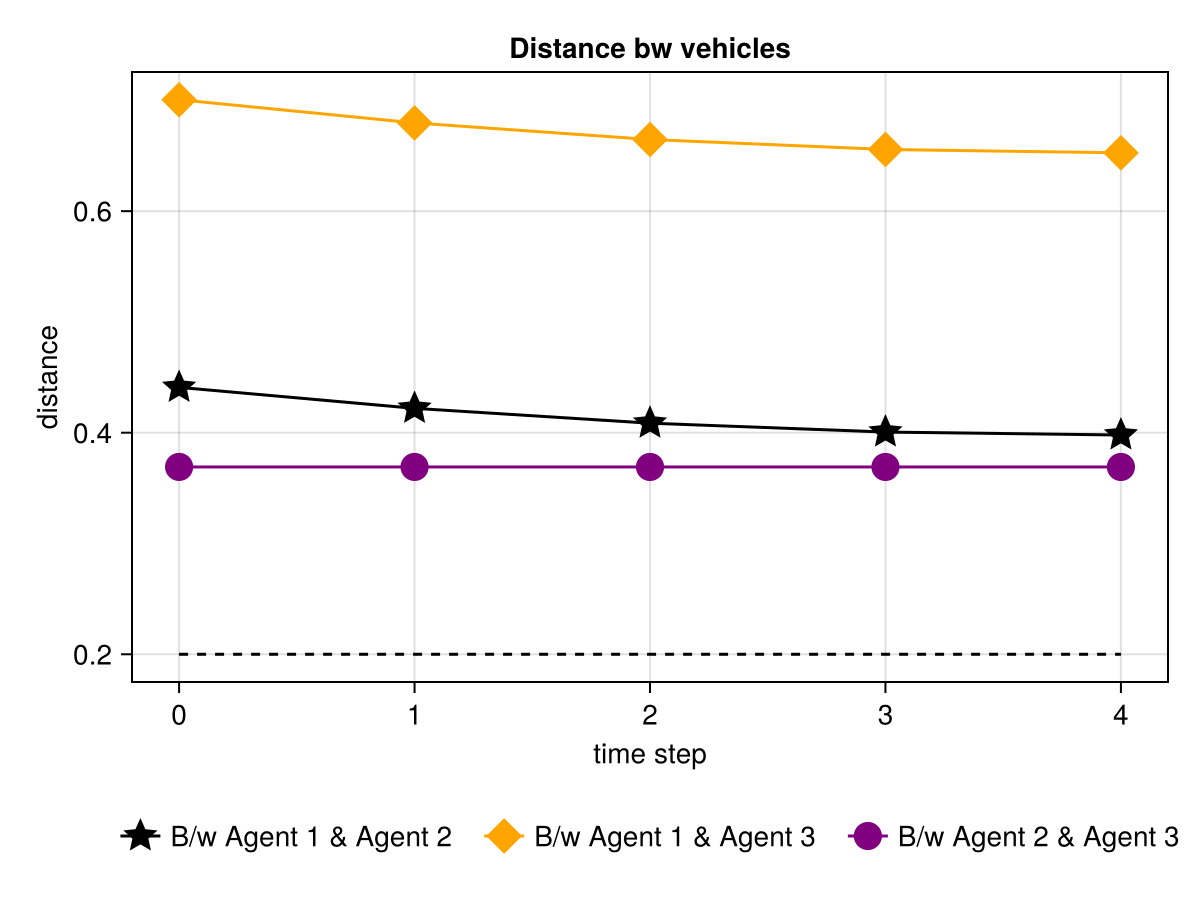 Distance bw vehicles
distance
0.6
0.4
0.2
0 1 2 3 4
time step
B/w Agent 1 & Agent 2 B/w Agent 1 & Agent 3 B/w Agent 2 & Agent 3